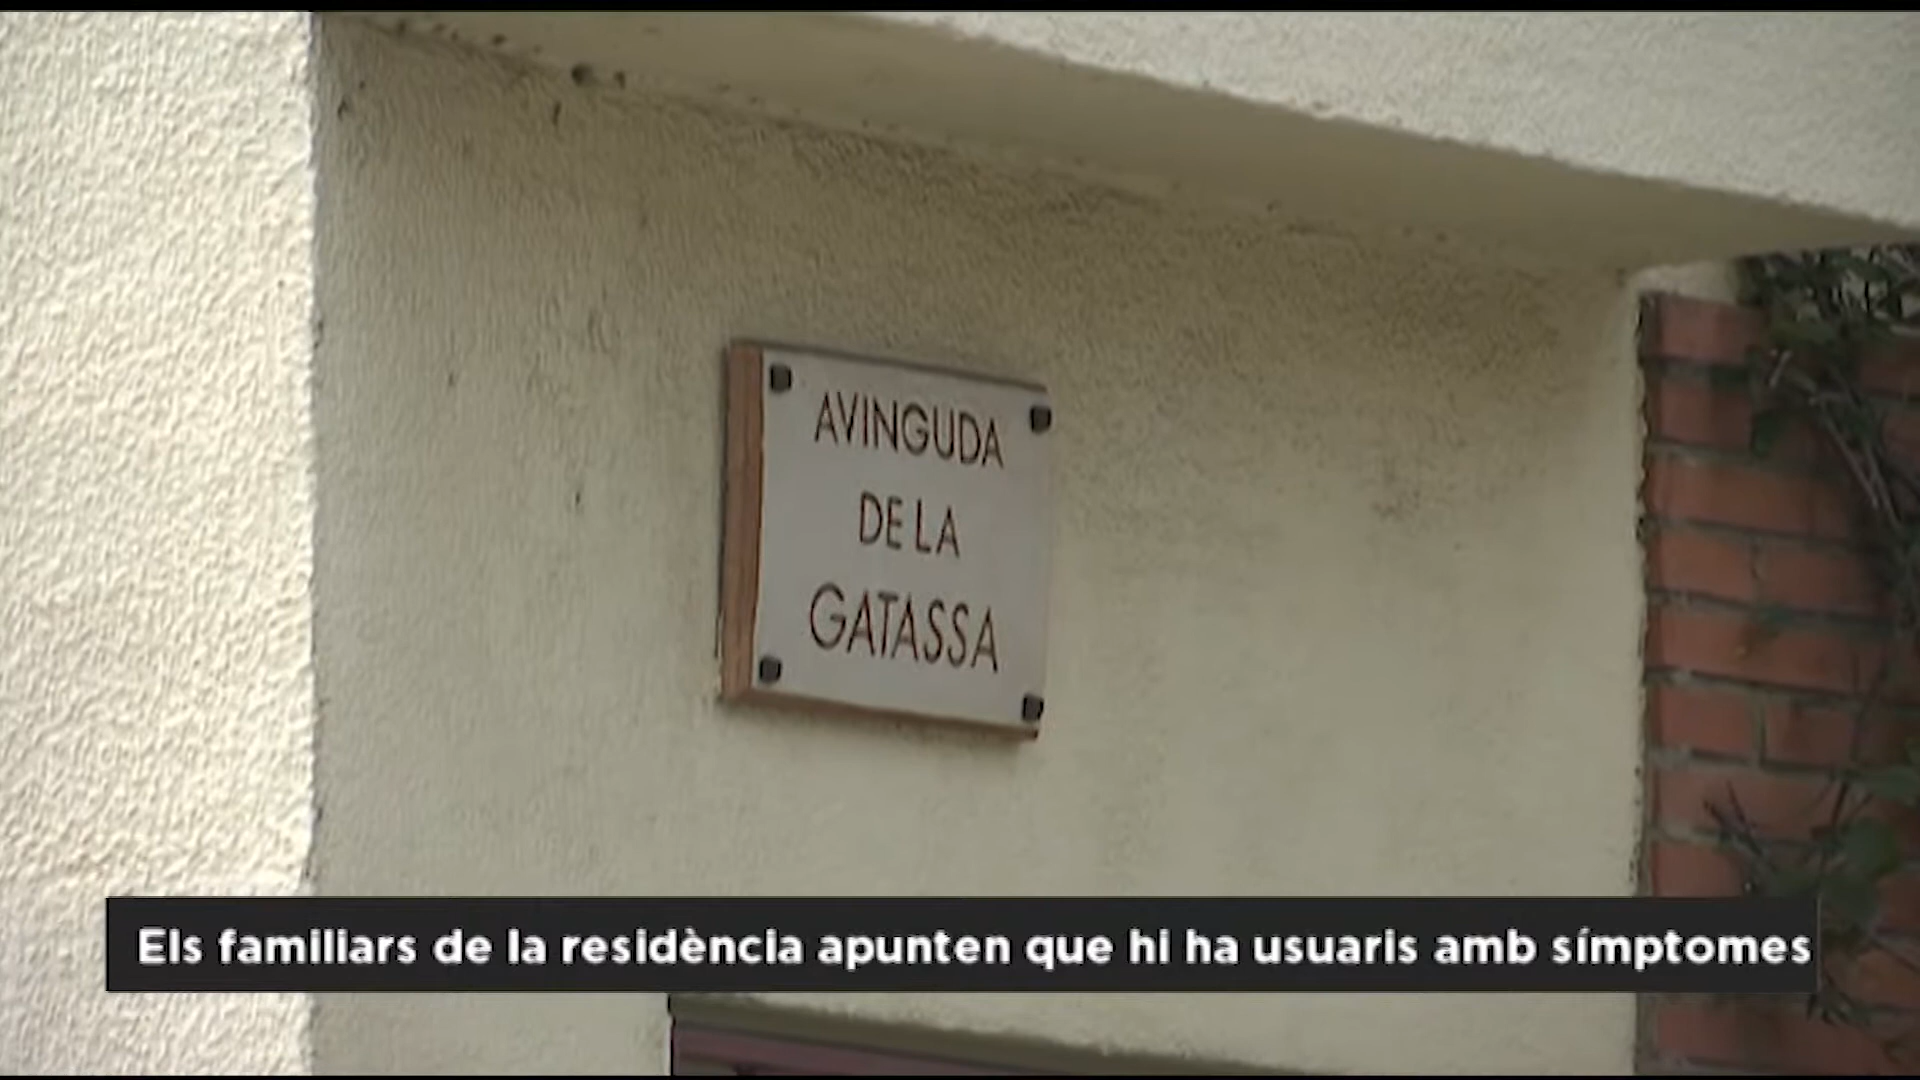 AVINGUDA
DE LA
GATASSA
Els familiars de la residència apunten que hi ha usuaris amb símptomes